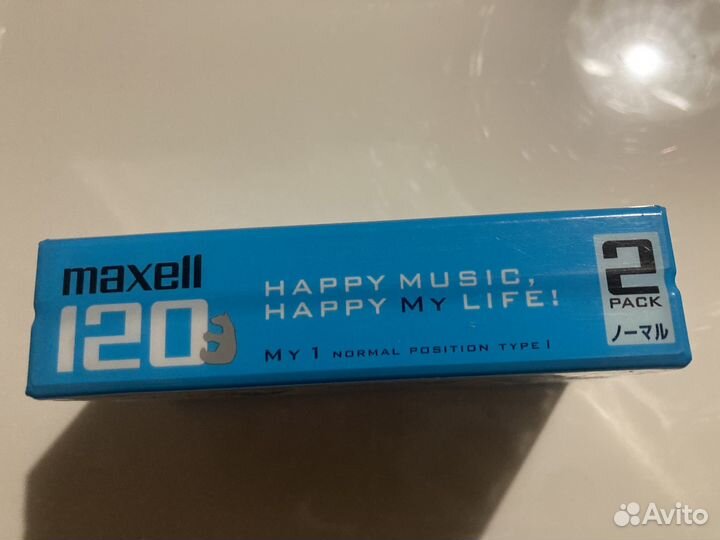 maxell
120
HAPPY MUSIC,
HAPPY MY LIFE!
MY 1 NORMAL POSITION TYPE I
2
PACK
ノーマル
Avito